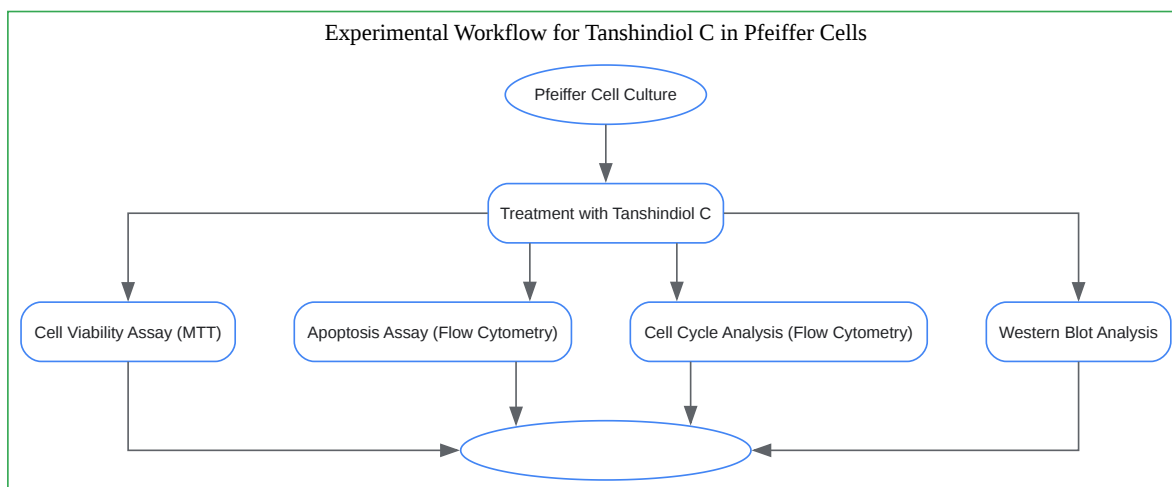 Experimental Workflow for Tanshindiol C in Pfeiffer Cells
Pfeiffer Cell Culture
Treatment with Tanshindiol C
Cell Viability Assay (MTT)
Apoptosis Assay (Flow Cytometry)
Cell Cycle Analysis (Flow Cytometry)
Western Blot Analysis